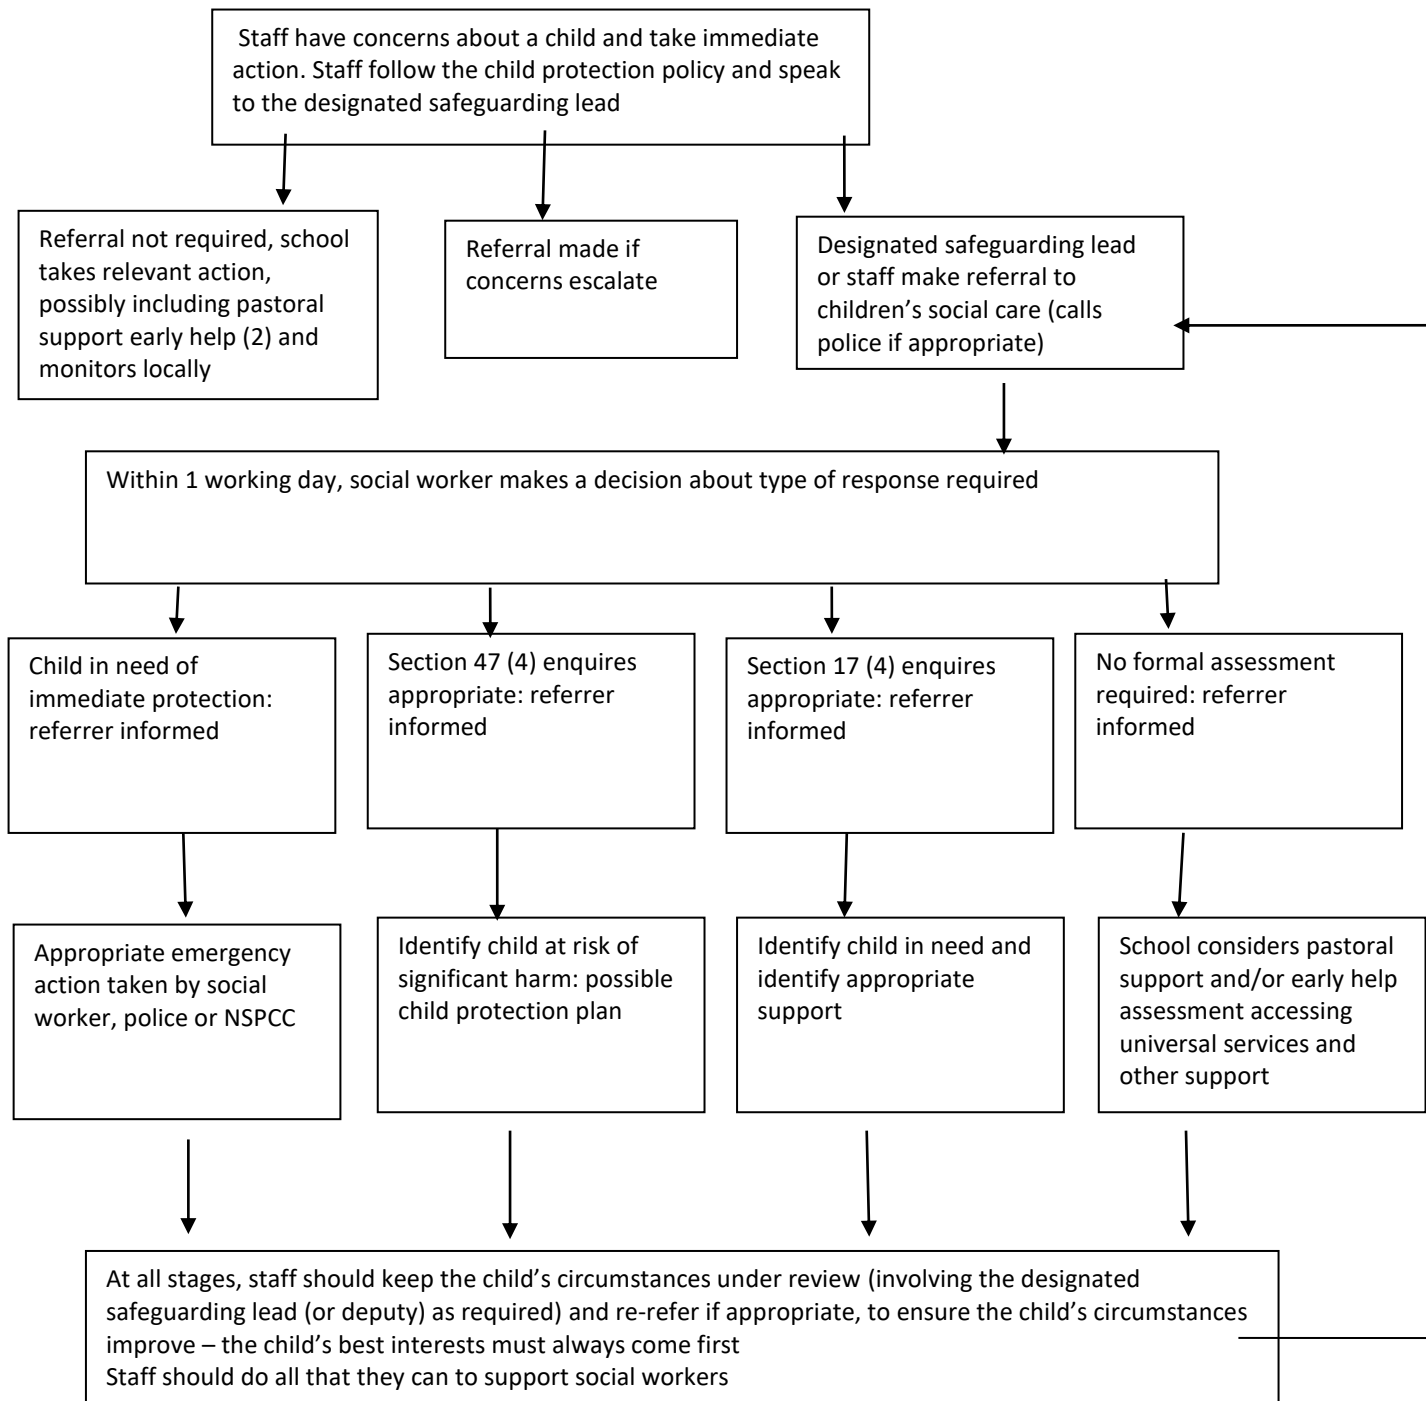 Staff have concerns about a child and take immediate
action. Staff follow the child protection policy and speak
to the designated safeguarding lead
Referral not required, school
takes relevant action,
possibly including pastoral
support early help (2) and
monitors locally
Referral made if
concerns escalate
Designated safeguarding lead
or staff make referral to
children’s social care (calls
police if appropriate)
Within 1 working day, social worker makes a decision about type of response required
Child in need of
immediate protection:
referrer informed
Section 47 (4) enquires
appropriate: referrer
informed
Section 17 (4) enquires
appropriate: referrer
informed
No formal assessment
required: referrer
informed
Appropriate emergency
action taken by social
worker, police or NSPCC
Identify child at risk of
significant harm: possible
child protection plan
Identify child in need and
identify appropriate
support
School considers pastoral
support and/or early help
assessment accessing
universal services and
other support
At all stages, staff should keep the child’s circumstances under review (involving the designated
safeguarding lead (or deputy) as required) and re-refer if appropriate, to ensure the child’s circumstances
improve – the child’s best interests must always come first
Staff should do all that they can to support social workers